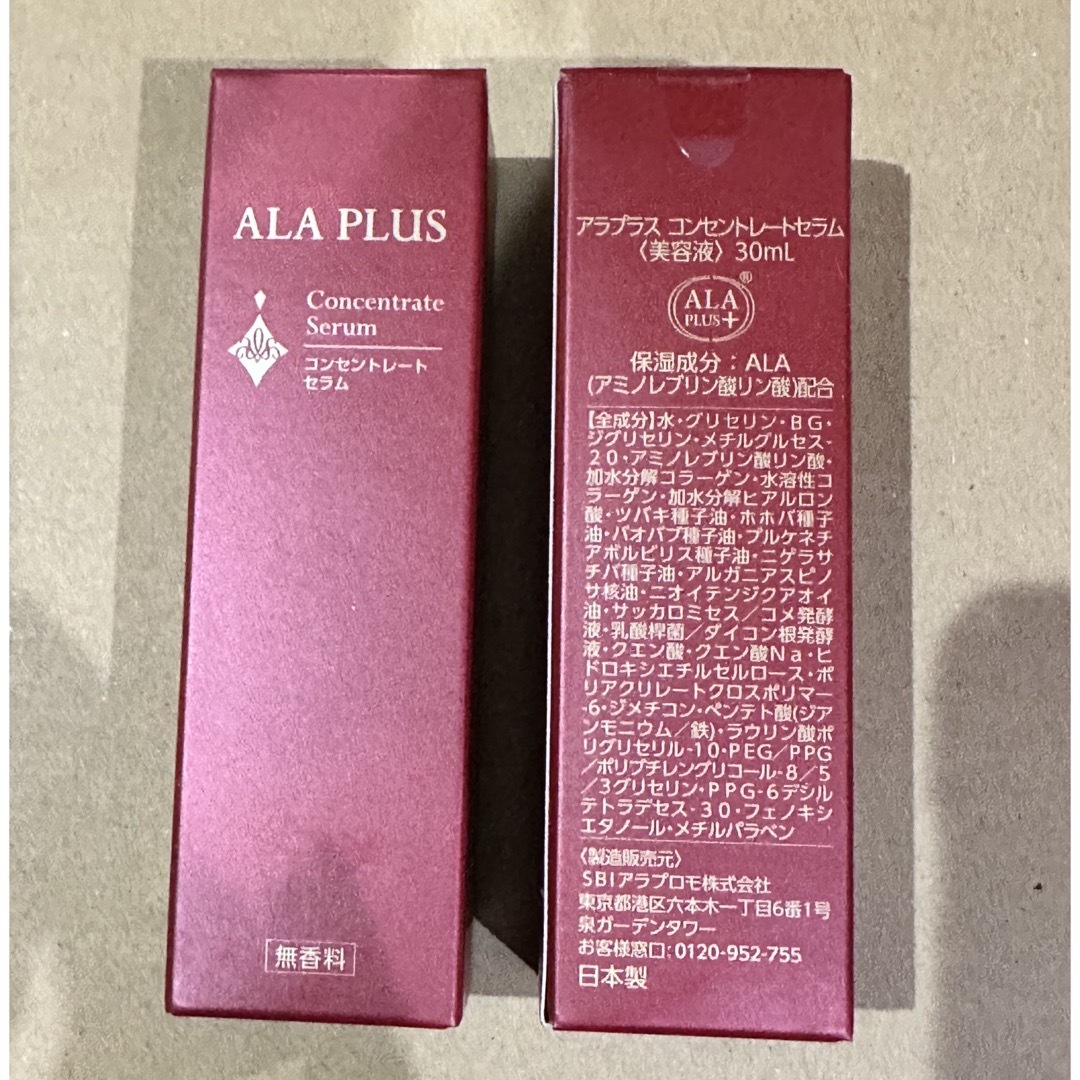 ALA PLUS
Concentrate
Serum
コンセントレート
セラム
無香料
アラプラス コンセントレートセラム
〈美容液〉 30mL
ALA
PLUS+
®
保湿成分：ALA
(アミノレブリン酸リン酸)配合
【全成分】水・グリセリン・BG・
ジグリセリン・メチルグルセス-
20・アミノレブリン酸リン酸・
加水分解コラーゲン・水溶性コ
ラーゲン・加水分解ヒアルロン
酸・ツバキ種子油・ホホバ種子
油・バオバブ種子油・プルケネチ
アボルビリス種子油・ニゲラサ
チバ種子油・アルガニアスピノ
サ核油・ニオイテンジクアオイ
油・サッカロミセス／コメ発酵
液・乳酸桿菌／ダイコン根発酵
液・クエン酸・クエン酸Na・ヒ
ドロキシエチルセルロース・ポ
リアクリレートクロスポリマー
-6・ジメチコン・ペンテト酸(ジア
ンモニウム／鉄)・ラウリン酸ポ
リグリセリル-10・PEG／PPG
／ポリブチレングリコール-8／5
／3グリセリン・PPG-6デシル
テトラデセス-30・フェノキシ
エタノール・メチルパラベン
〈製造販売元〉
SBIアラプロモ株式会社
東京都港区六本木一丁目6番1号
泉ガーデンタワー
お客様窓口：0120-952-755
日本製